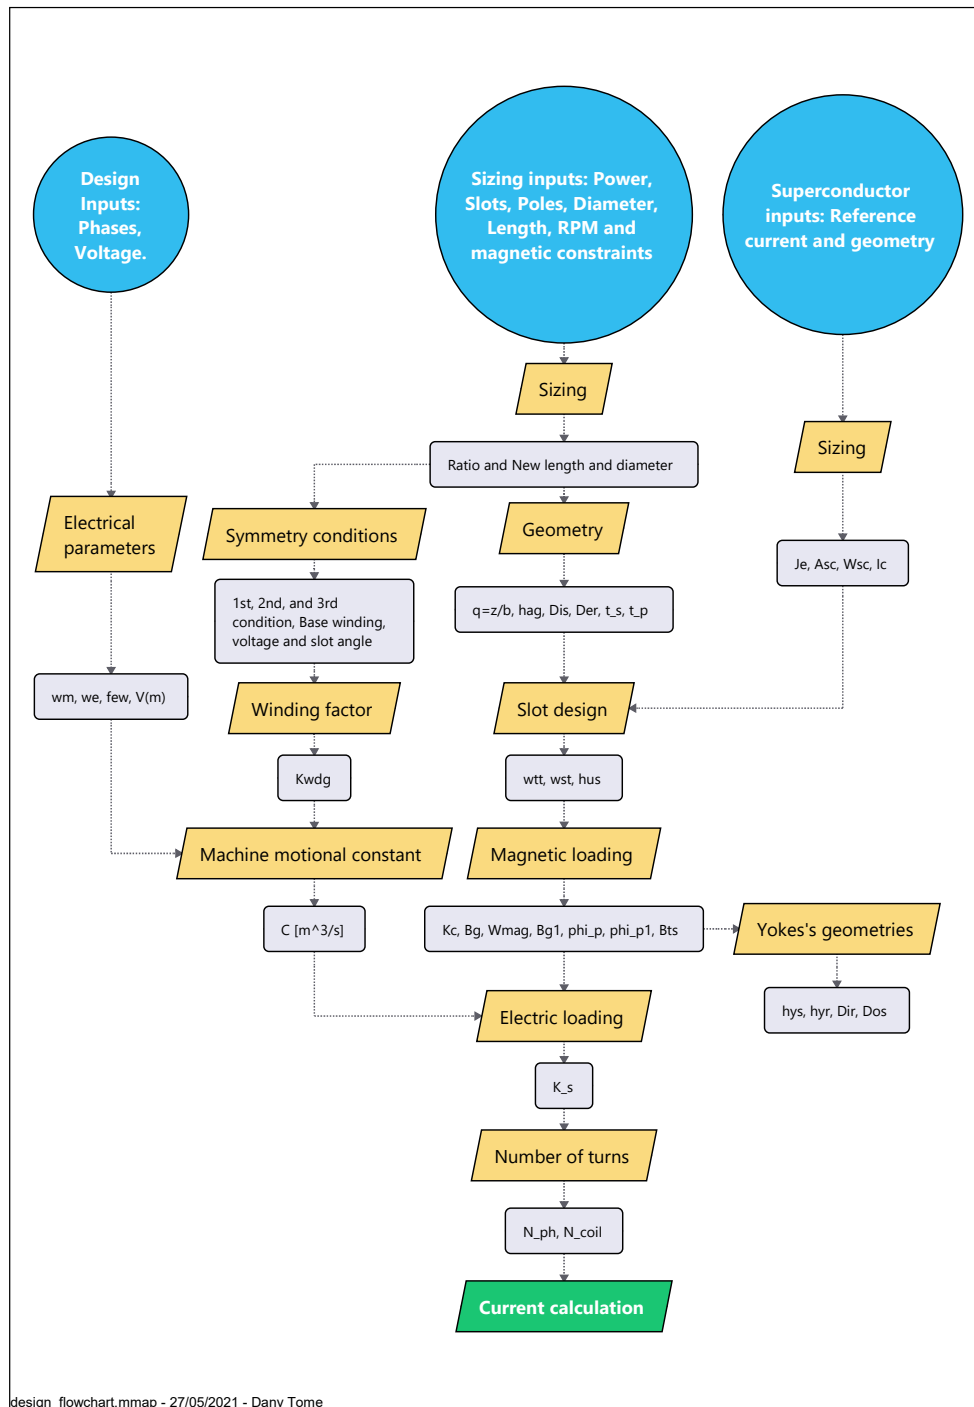 Design
Inputs:
Phases,
Voltage.
Sizing inputs: Power,
Slots, Poles, Diameter,
Length, RPM and
magnetic constraints
Superconductor
inputs: Reference
current and geometry
Sizing
Sizing
Ratio and New length and diameter
Electrical
parameters
Symmetry conditions
Geometry
Je, Asc, Wsc, Ic
1st, 2nd, and 3rd
condition, Base winding,
voltage and slot angle
q=z/b, hag, Dis, Der, t_s, t_p
wm, we, few, V(m)
Winding factor
Slot design
Kwdg
wtt, wst, hus
Machine motional constant
Magnetic loading
C [m^3/s]
Kc, Bg, Wmag, Bg1, phi_p, phi_p1, Bts
Yokes's geometries
Electric loading
hys, hyr, Dir, Dos
K_s
Number of turns
N_ph, N_coil
Current calculation
design_flowchart.mmap - 27/05/2021 - Dany Tome